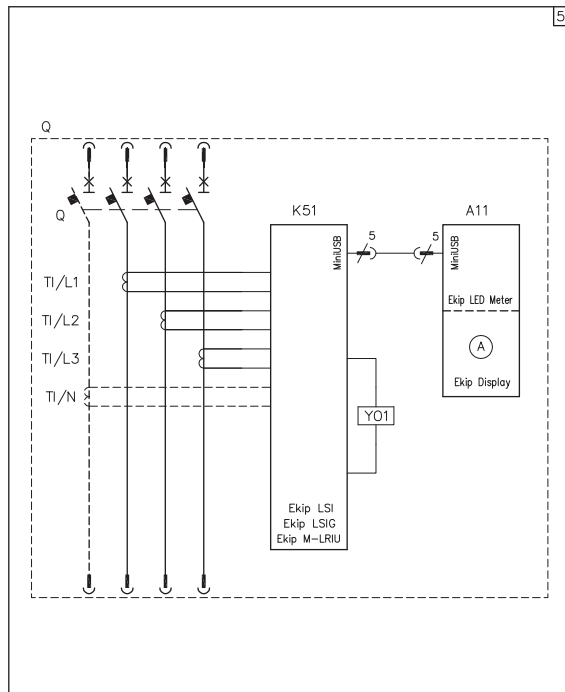 5
Q
Q
K51
A11
MiniUSB
5
5
MiniUSB
TI/L1
TI/L2
TI/L3
TI/N
Ekip LED Meter
A
Ekip Display
YO1
Ekip LSI
Ekip LSIG
Ekip M-LRIU